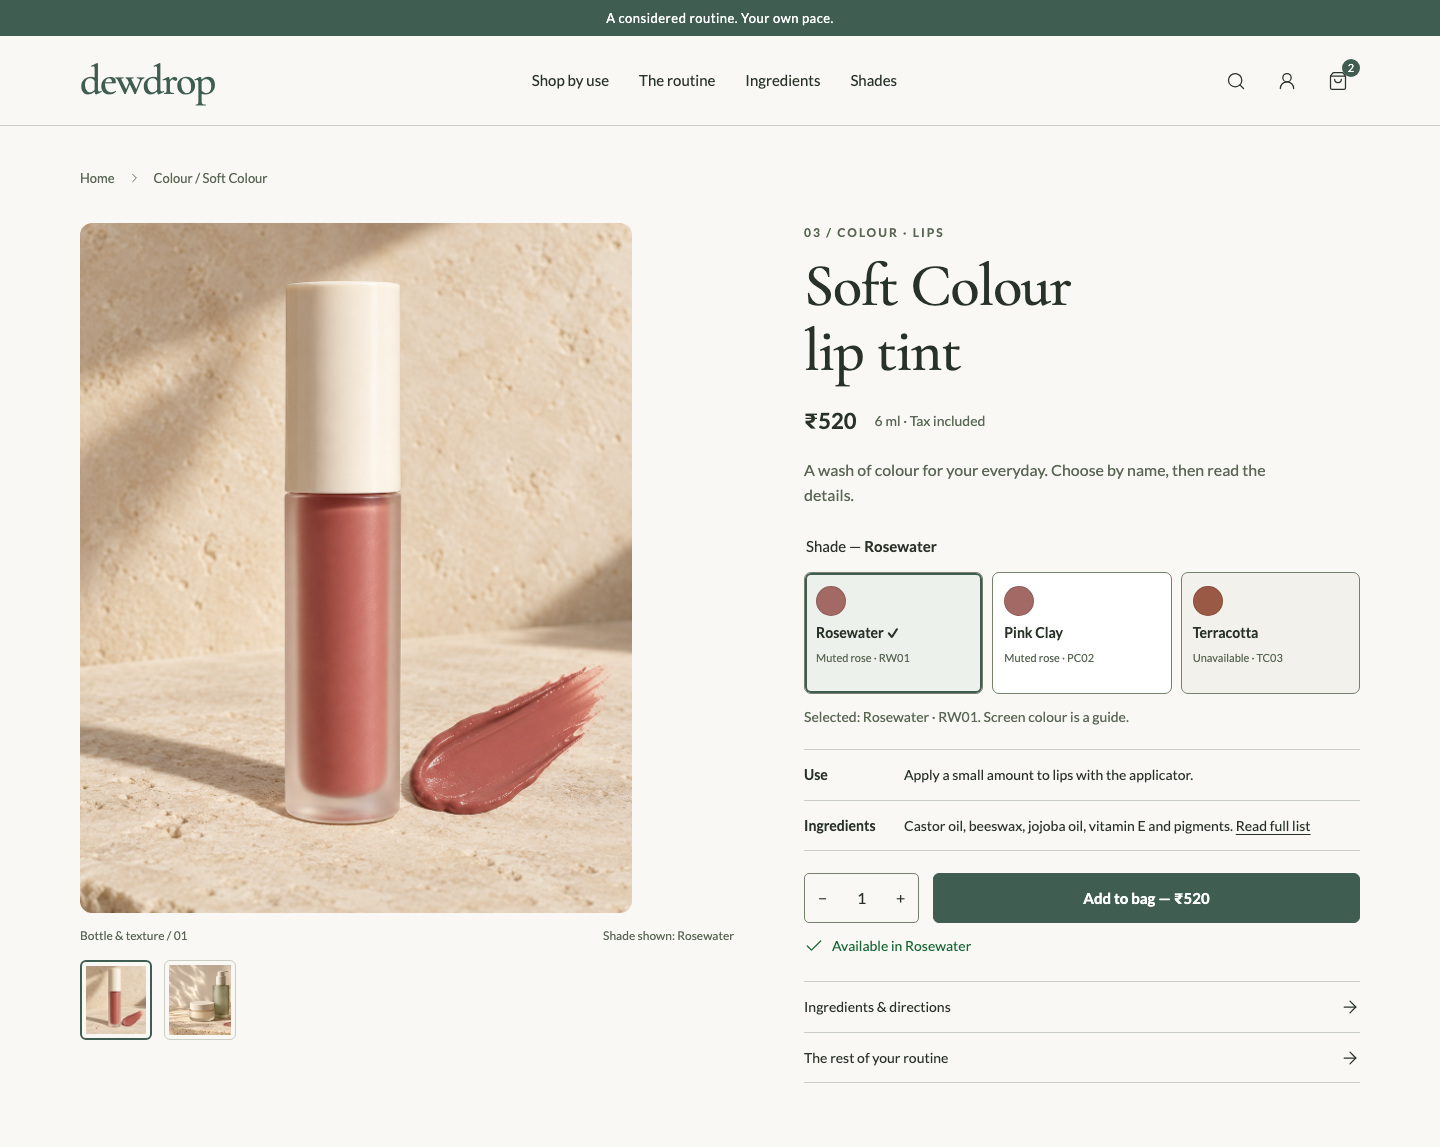 A considered routine. Your own pace.
dewdrop
Shop by use
The routine
Ingredients
Shades
2
Home
Colour / Soft Colour
03 / COLOUR · LIPS
Soft Colour
lip tint
₹520
6 ml · Tax included
A wash of colour for your everyday. Choose by name, then read the
details.
Shade — Rosewater
Rosewater ✓
Muted rose · RW01
Pink Clay
Muted rose · PC02
Terracotta
Unavailable · TC03
Selected: Rosewater · RW01. Screen colour is a guide.
Use
Apply a small amount to lips with the applicator.
Ingredients
Castor oil, beeswax, jojoba oil, vitamin E and pigments. Read full list
− 1 +
Add to bag — ₹520
Available in Rosewater
Bottle & texture / 01
Shade shown: Rosewater
Ingredients & directions
The rest of your routine